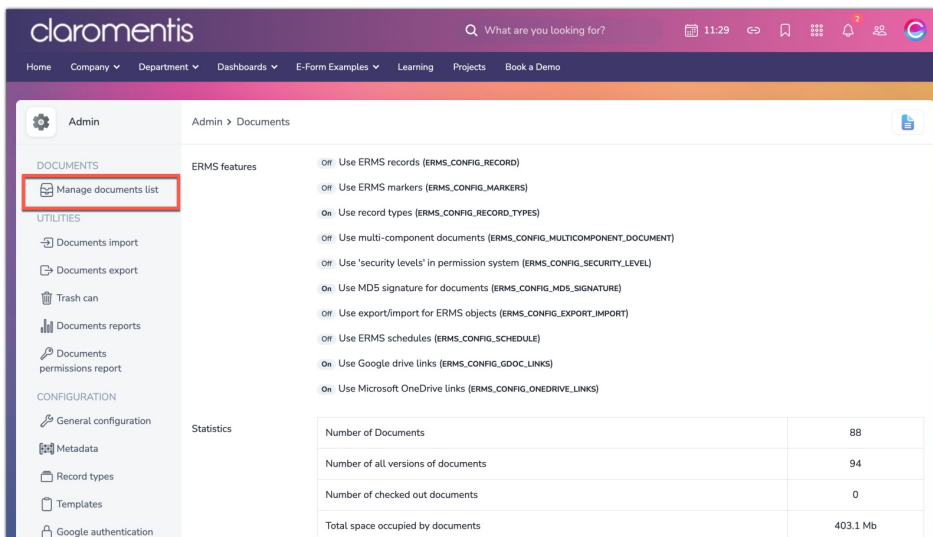 claromentis
What are you looking for?
11:29
2
Home Company Department Dashboards E-Form Examples Learning Projects Book a Demo
Admin
Admin > Documents
DOCUMENTS
Manage documents list
UTILITIES
Documents import
Documents export
Trash can
Documents reports
Documents
permissions report
CONFIGURATION
General configuration
Metadata
Record types
Templates
Google authentication
ERMS features
Off Use ERMS records (ERMS_CONFIG_RECORD)
Off Use ERMS markers (ERMS_CONFIG_MARKERS)
On Use record types (ERMS_CONFIG_RECORD_TYPES)
Off Use multi-component documents (ERMS_CONFIG_MULTICOMPONENT_DOCUMENT)
Off Use 'security levels' in permission system (ERMS_CONFIG_SECURITY_LEVEL)
On Use MD5 signature for documents (ERMS_CONFIG_MD5_SIGNATURE)
Off Use export/import for ERMS objects (ERMS_CONFIG_EXPORT_IMPORT)
Off Use ERMS schedules (ERMS_CONFIG_SCHEDULE)
On Use Google drive links (ERMS_CONFIG_GDOC_LINKS)
On Use Microsoft OneDrive links (ERMS_CONFIG_ONEDRIVE_LINKS)
Statistics
Number of Documents 88
Number of all versions of documents 94
Number of checked out documents 0
Total space occupied by documents 403.1 Mb